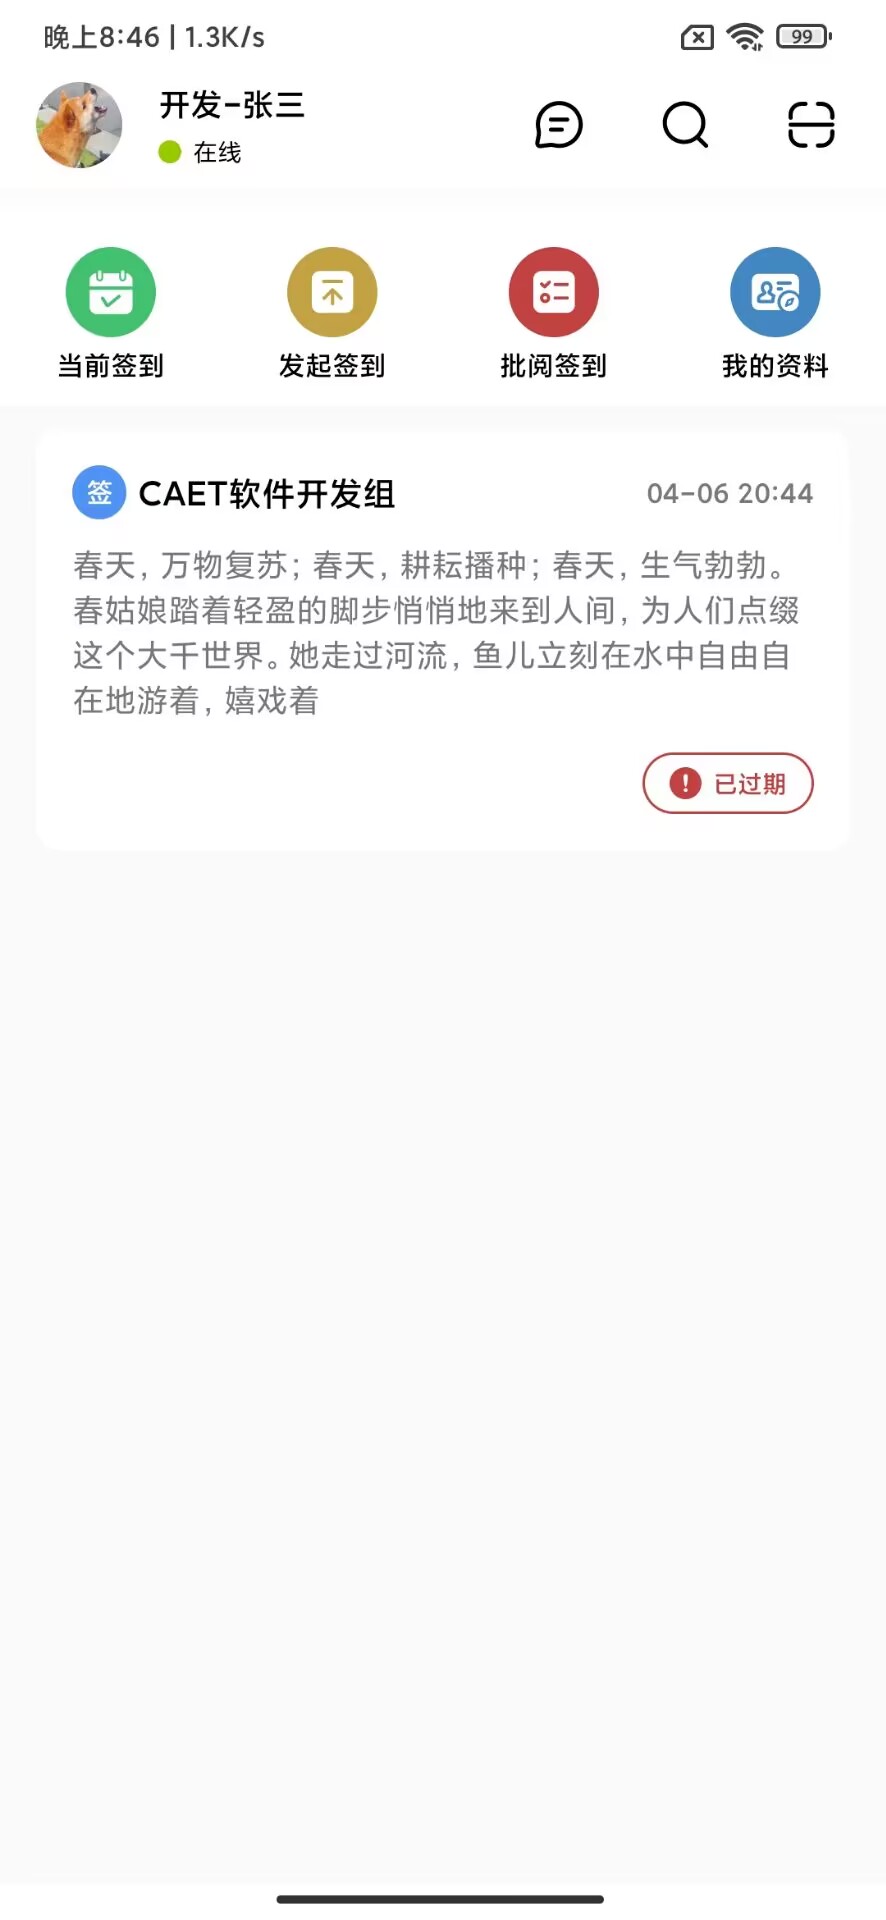 晚上8:46 | 1.3K/s
99
开发-张三
在线
当前签到
发起签到
批阅签到
我的资料
签 CAET软件开发组
04-06 20:44
春天，万物复苏；春天，耕耘播种；春天，生气勃勃。
春姑娘踏着轻盈的脚步悄悄地来到人间，为人们点缀
这个大千世界。她走过河流，鱼儿立刻在水中自由自
在地游着，嬉戏着
已过期